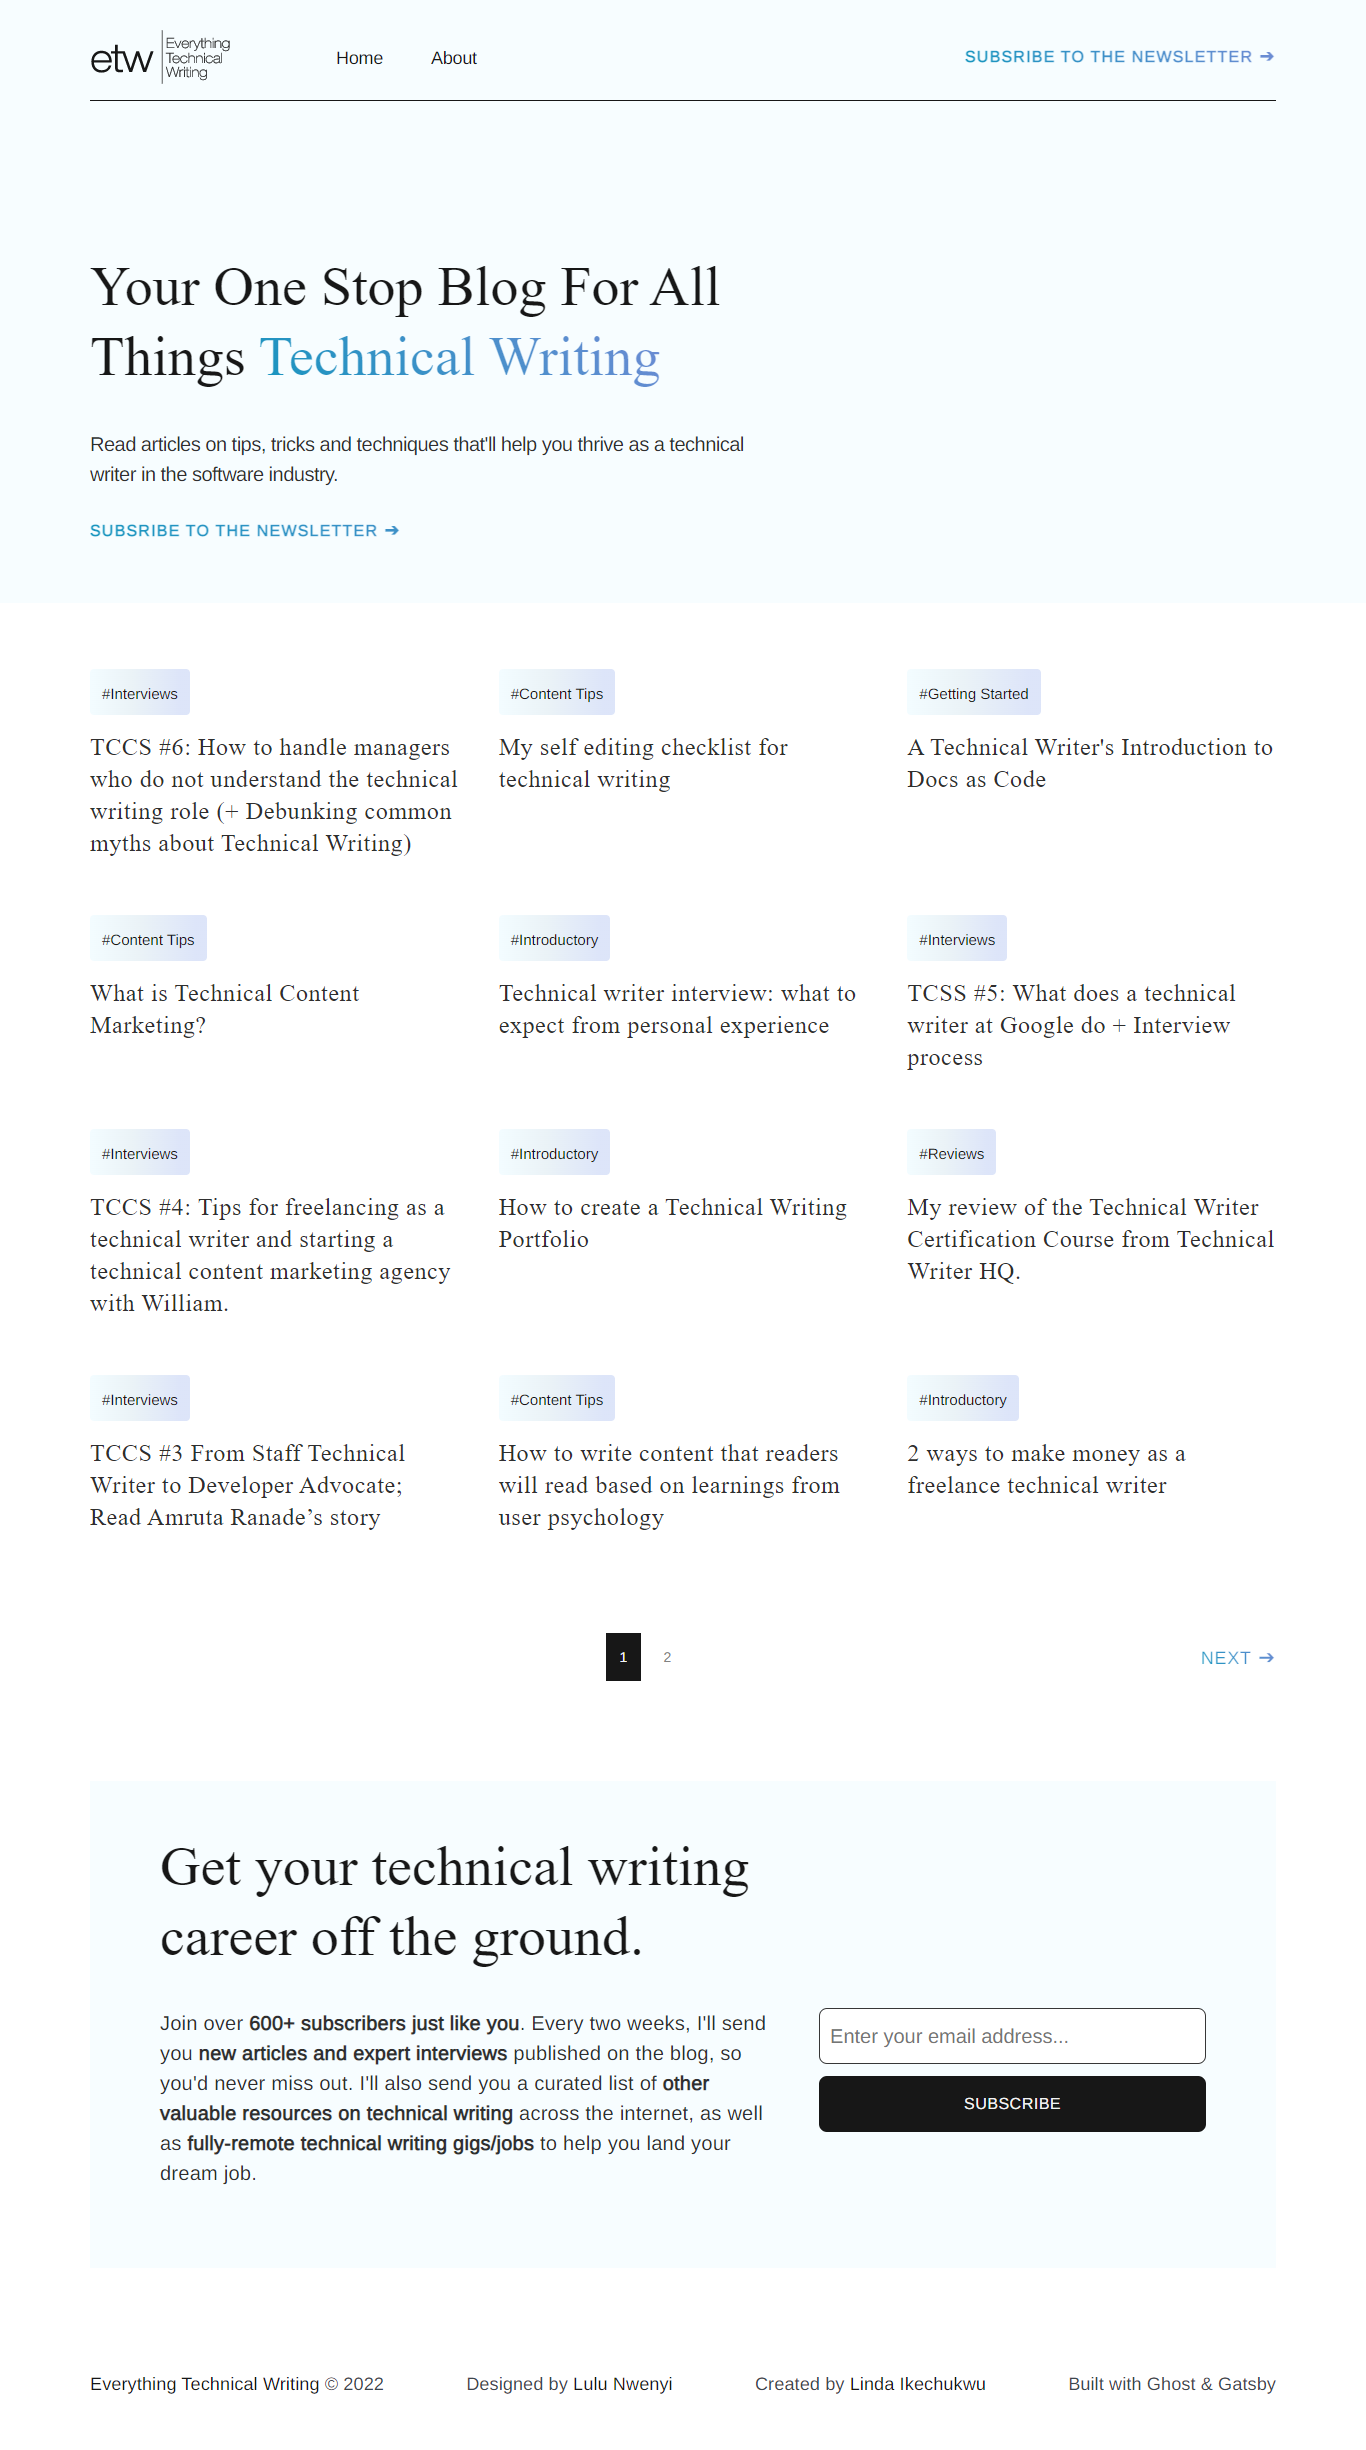 etw
Everything
Technical
Writing
Home
About
SUBSRIBE TO THE NEWSLETTER ➔
Your One Stop Blog For All
Things Technical Writing
Read articles on tips, tricks and techniques that'll help you thrive as a technical
writer in the software industry.
SUBSRIBE TO THE NEWSLETTER ➔
#Interviews
TCCS #6: How to handle managers
who do not understand the technical
writing role (+ Debunking common
myths about Technical Writing)
#Content Tips
My self editing checklist for
technical writing
#Getting Started
A Technical Writer's Introduction to
Docs as Code
#Content Tips
What is Technical Content
Marketing?
#Introductory
Technical writer interview: what to
expect from personal experience
#Interviews
TCSS #5: What does a technical
writer at Google do + Interview
process
#Interviews
TCCS #4: Tips for freelancing as a
technical writer and starting a
technical content marketing agency
with William.
#Introductory
How to create a Technical Writing
Portfolio
#Reviews
My review of the Technical Writer
Certification Course from Technical
Writer HQ.
#Interviews
TCCS #3 From Staff Technical
Writer to Developer Advocate;
Read Amruta Ranade’s story
#Content Tips
How to write content that readers
will read based on learnings from
user psychology
#Introductory
2 ways to make money as a
freelance technical writer
1
2
NEXT ➔
Get your technical writing
career off the ground.
Join over 600+ subscribers just like you. Every two weeks, I'll send
you new articles and expert interviews published on the blog, so
you'd never miss out. I'll also send you a curated list of other
valuable resources on technical writing across the internet, as well
as fully-remote technical writing gigs/jobs to help you land your
dream job.
Enter your email address...
SUBSCRIBE
Everything Technical Writing © 2022
Designed by Lulu Nwenyi
Created by Linda Ikechukwu
Built with Ghost & Gatsby